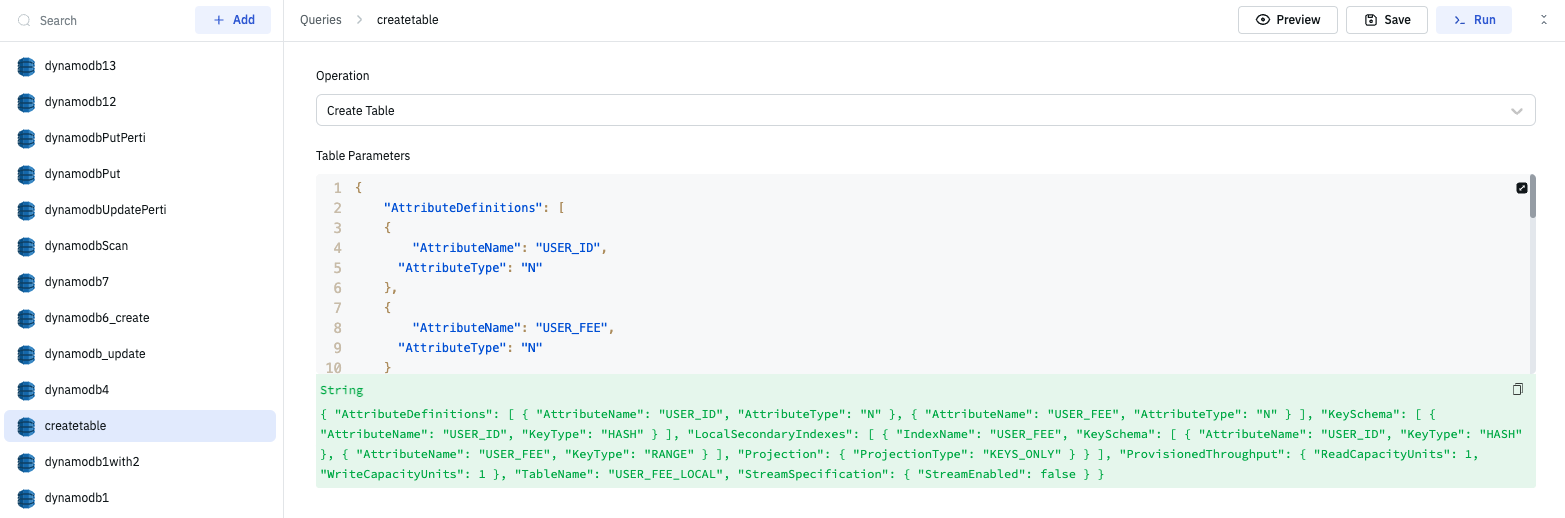 Search
+ Add
Queries > createtable
Preview
Save
Run
dynamodb13
dynamodb12
dynamodbPutPerti
dynamodbPut
dynamodbUpdatePerti
dynamodbScan
dynamodb7
dynamodb6_create
dynamodb_update
dynamodb4
createtable
dynamodb1with2
dynamodb1
Operation
Create Table
Table Parameters
1 {
2 "AttributeDefinitions": [
3 {
4 "AttributeName": "USER_ID",
5 "AttributeType": "N"
6 },
7 {
8 "AttributeName": "USER_FEE",
9 "AttributeType": "N"
10 }
String
{ "AttributeDefinitions": [ { "AttributeName": "USER_ID", "AttributeType": "N" }, { "AttributeName": "USER_FEE", "AttributeType": "N" } ], "KeySchema": [ {
"AttributeName": "USER_ID", "KeyType": "HASH" } ], "LocalSecondaryIndexes": [ { "IndexName": "USER_FEE", "KeySchema": [ { "AttributeName": "USER_ID", "KeyType": "HASH"
}, { "AttributeName": "USER_FEE", "KeyType": "RANGE" } ], "Projection": { "ProjectionType": "KEYS_ONLY" } } ], "ProvisionedThroughput": { "ReadCapacityUnits": 1,
"WriteCapacityUnits": 1 }, "TableName": "USER_FEE_LOCAL", "StreamSpecification": { "StreamEnabled": false } }